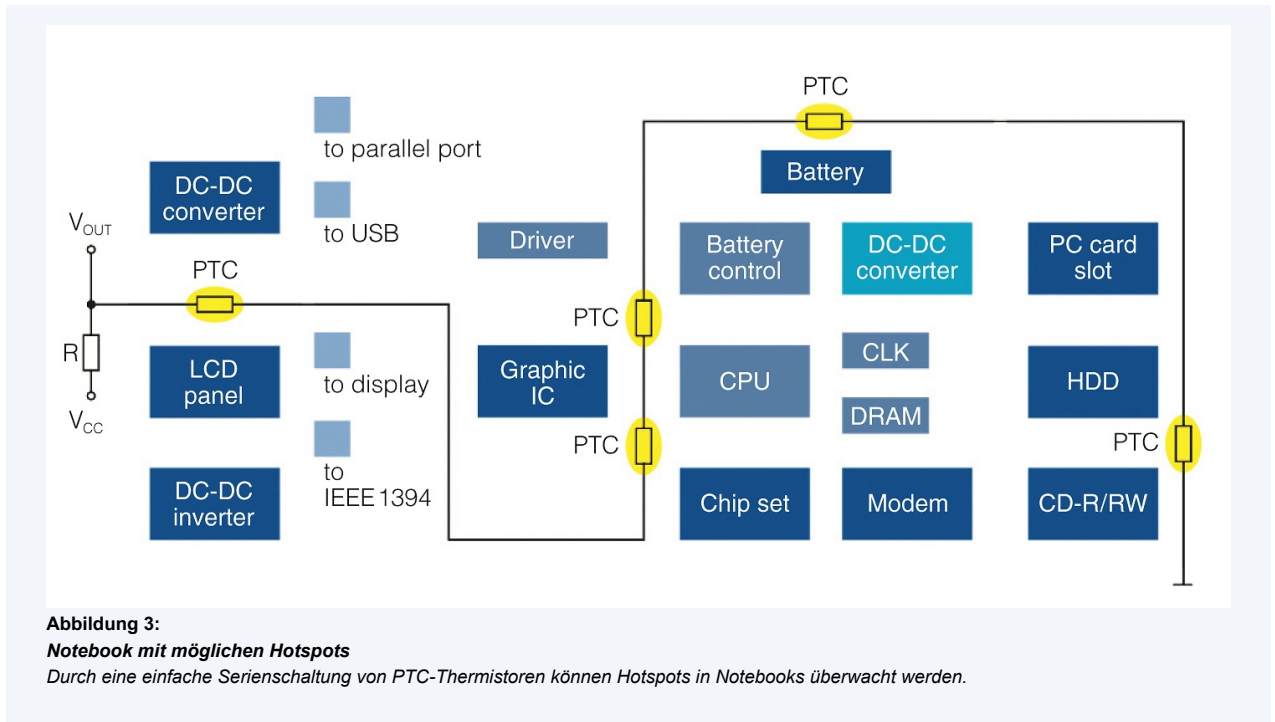 PTC
to parallel port
DC-DC
converter
Battery
to USB
V_OUT
Driver
Battery
control
DC-DC
converter
PC card
slot
PTC
PTC
R
LCD
panel
to display
Graphic
IC
CPU
CLK
HDD
V_CC
DRAM
PTC
PTC
DC-DC
inverter
to
IEEE 1394
Chip set
Modem
CD-R/RW
Abbildung 3:
Notebook mit möglichen Hotspots
Durch eine einfache Serienschaltung von PTC-Thermistoren können Hotspots in Notebooks überwacht werden.